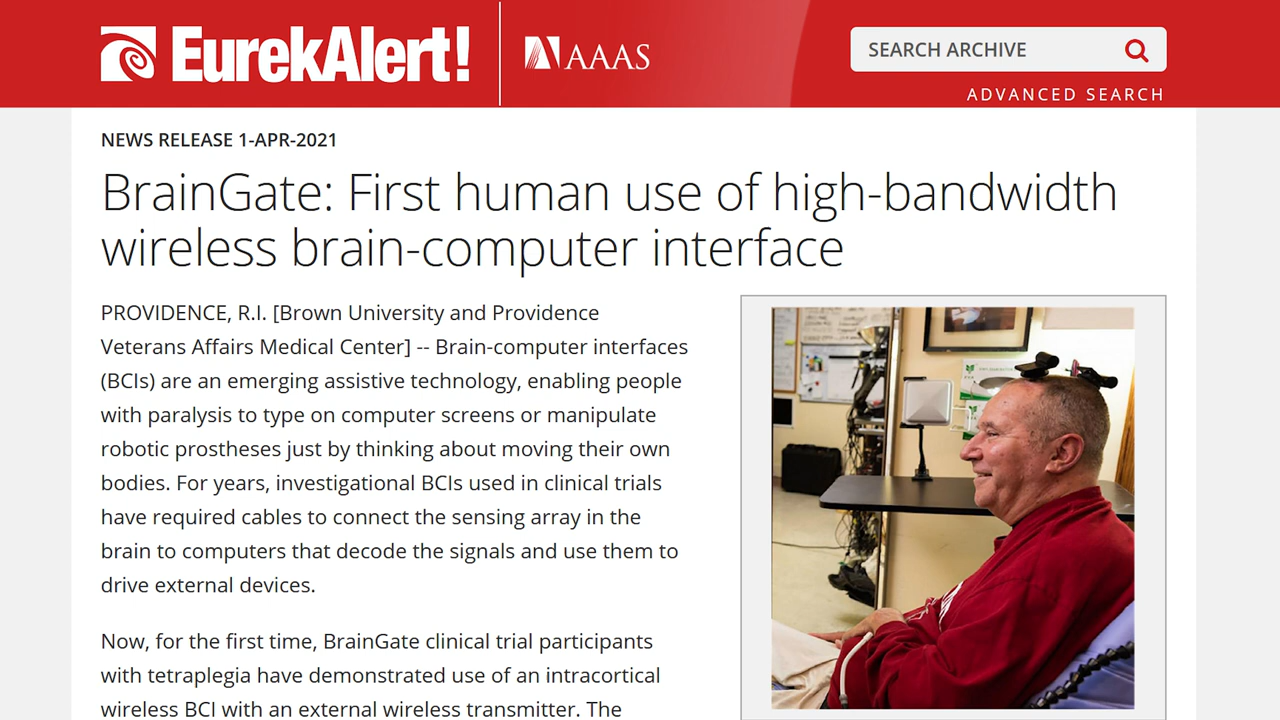 EurekAlert!
AAAS
SEARCH ARCHIVE
ADVANCED SEARCH
NEWS RELEASE 1-APR-2021
BrainGate: First human use of high-bandwidth
wireless brain-computer interface
PROVIDENCE, R.I. [Brown University and Providence
Veterans Affairs Medical Center] -- Brain-computer interfaces
(BCIs) are an emerging assistive technology, enabling people
with paralysis to type on computer screens or manipulate
robotic prostheses just by thinking about moving their own
bodies. For years, investigational BCIs used in clinical trials
have required cables to connect the sensing array in the
brain to computers that decode the signals and use them to
drive external devices.
Now, for the first time, BrainGate clinical trial participants
with tetraplegia have demonstrated use of an intracortical
wireless BCI with an external wireless transmitter. The